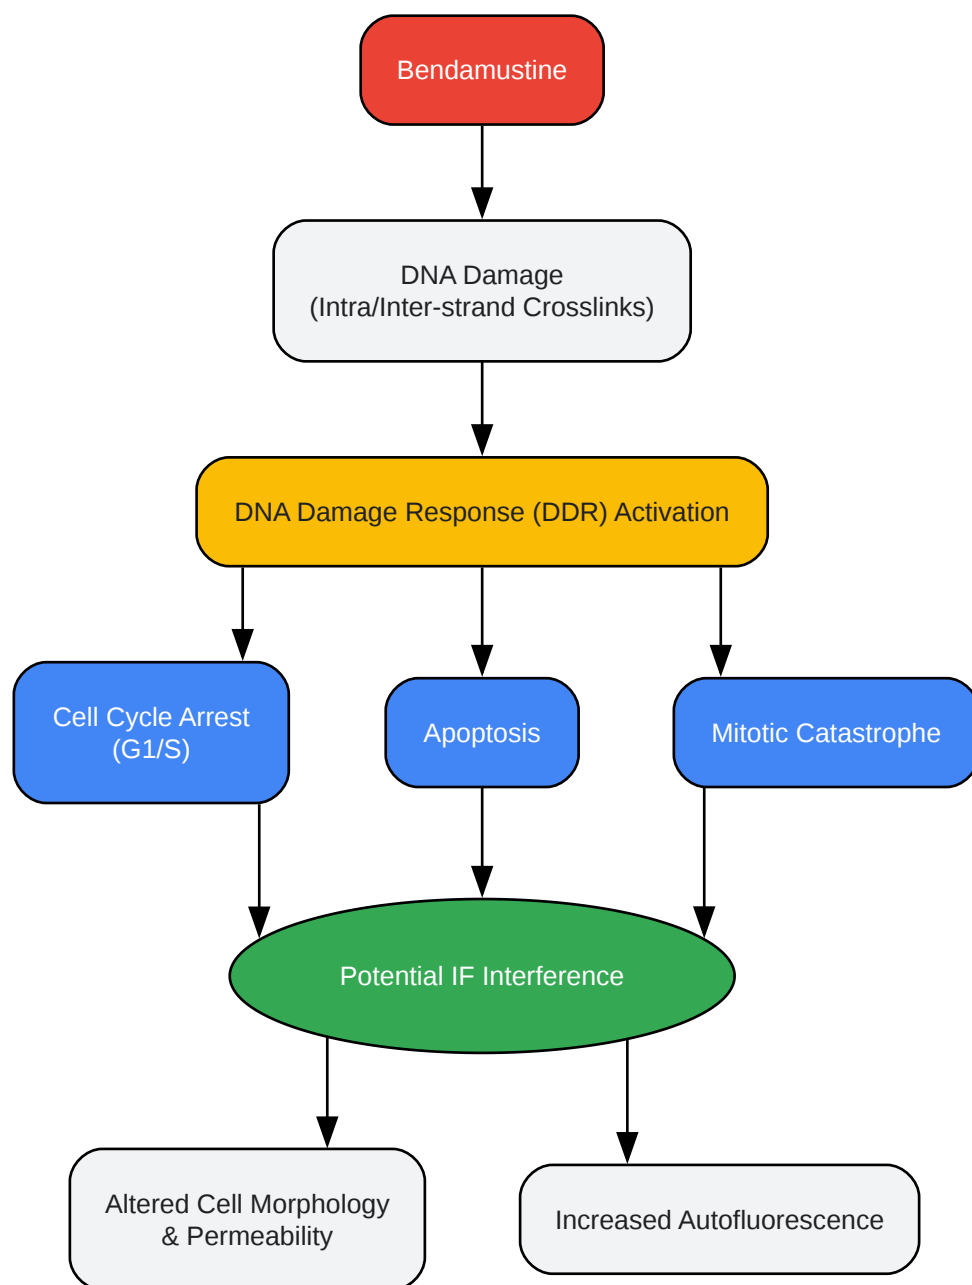 Bendamustine
DNA Damage
(Intra/Inter-strand Crosslinks)
DNA Damage Response (DDR) Activation
Cell Cycle Arrest
(G1/S)
Apoptosis
Mitotic Catastrophe
Potential IF Interference
Altered Cell Morphology
& Permeability
Increased Autofluorescence